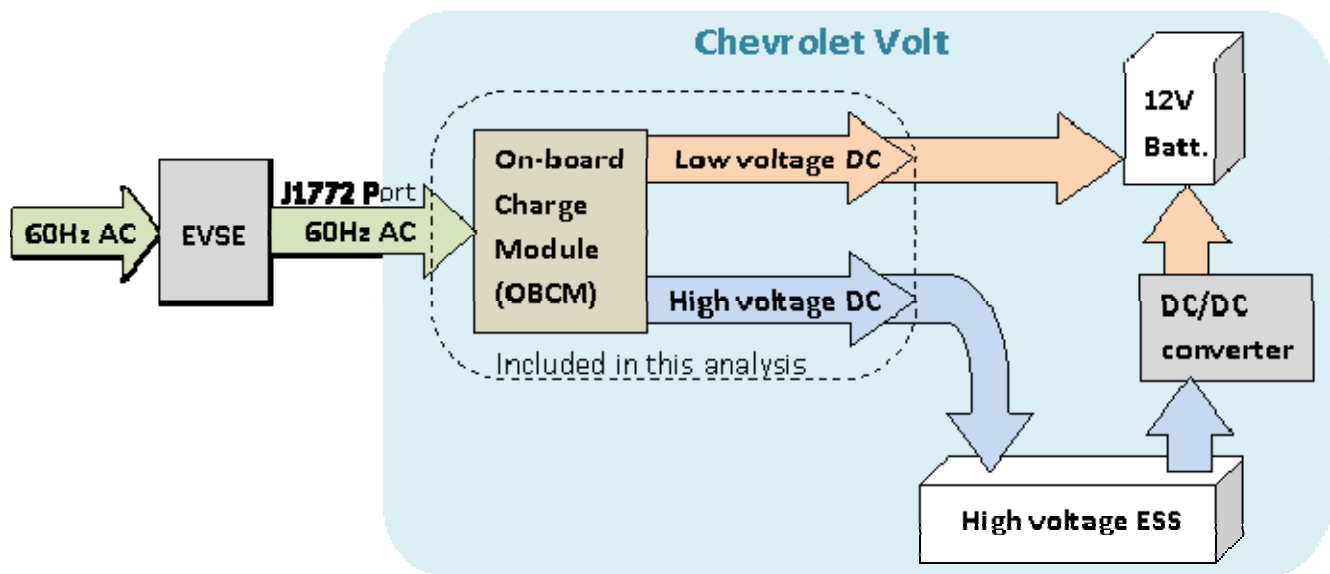 Chevrolet Volt
12V
Batt.
On-board
Charge
Module
(OBCM)
Low voltage DC
J1772 Port
60Hz AC
EVSE
60Hz AC
High voltage DC
DC/DC
converter
Included in this analysis
High voltage ESS